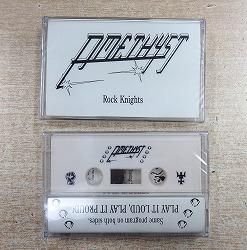 AMETHYST
Rock Knights
AMETHYST
Same program on both sides.
PLAY IT LOUD, PLAY IT PROUD!